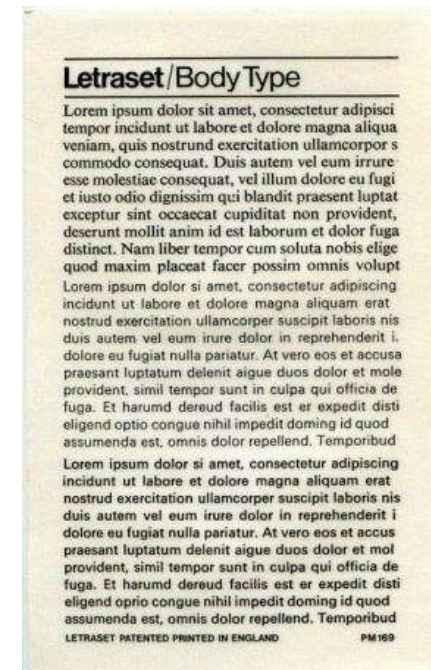 Letraset/Body Type
Lorem ipsum dolor sit amet, consectetur adipisci
tempor incidunt ut labore et dolore magna aliqua
veniam, quis nostrund exercitation ullamcorpor s
commodo consequat. Duis autem vel eum irrure
esse molestiae consequat, vel illum dolore eu fugi
et iusto odio dignissim qui blandit praesent luptat
exceptur sint occaecat cupiditat non provident,
deserunt mollit anim id est laborum et dolor fuga
distinct. Nam liber tempor cum soluta nobis elige
quod maxim placeat facer possim omnis volupt
Lorem ipsum dolor si amet, consectetur adipiscing
incidunt ut labore et dolore magna aliquam erat
nostrud exercitation ullamcorper suscipit laboris nis
duis autem vel eum irure dolor in reprehenderit i.
dolore eu fugiat nulla pariatur. At vero eos et accusa
praesant luptatum delenit aigue duos dolor et mole
provident, simil tempor sunt in culpa qui officia de
fuga. Et harumd dereud facilis est er expedit disti
eligend optio congue nihil impedit doming id quod
assumenda est, omnis dolor repellend. Temporibud
Lorem ipsum dolor si amet, consectetur adipiscing
incidunt ut labore et dolore magna aliquam erat
nostrud exercitation ullamcorper suscipit laboris nis
duis autem vel eum irure dolor in reprehenderit i
dolore eu fugiat nulla pariatur. At vero eos et accus
praesant luptatum delenit aigue duos dolor et mol
provident, simil tempor sunt in culpa qui officia de
fuga. Et harumd dereud facilis est er expedit disti
eligend oprio congue nihil impedit doming id quod
assumenda est, omnis dolor repellend. Temporibud
LETRASET PATENTED PRINTED IN ENGLAND PM169